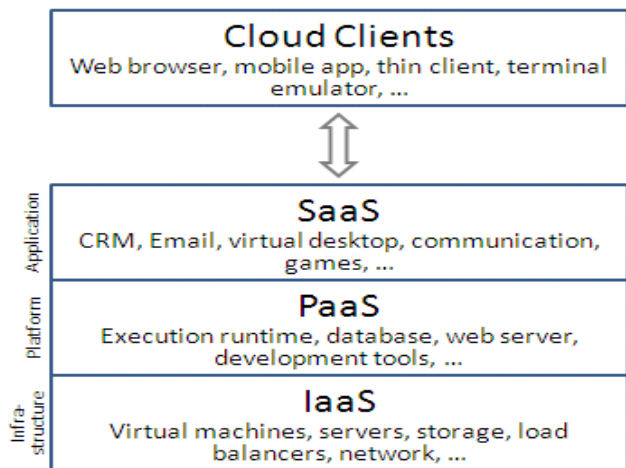 Cloud Clients
Web browser, mobile app, thin client, terminal
emulator, ...
Application
SaaS
CRM, Email, virtual desktop, communication,
games, ...
Platform
PaaS
Execution runtime, database, web server,
development tools, ...
Infra-
structure
IaaS
Virtual machines, servers, storage, load
balancers, network, ...